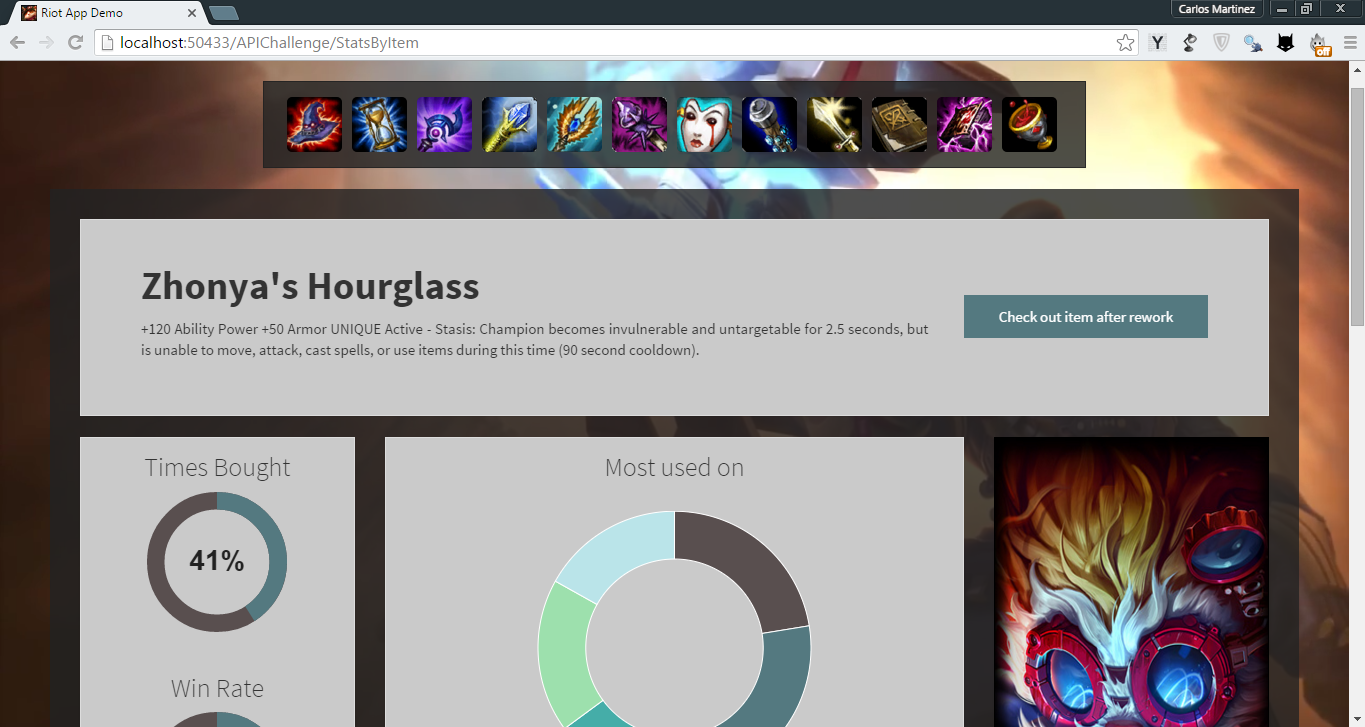 Riot App Demo
Carlos Martinez
localhost:50433/APIChallenge/StatsByItem
Y
off
Zhonya's Hourglass
+120 Ability Power +50 Armor UNIQUE Active - Stasis: Champion becomes invulnerable and untargetable for 2.5 seconds, but
is unable to move, attack, cast spells, or use items during this time (90 second cooldown).
Check out item after rework
Times Bought
41%
Most used on
Win Rate